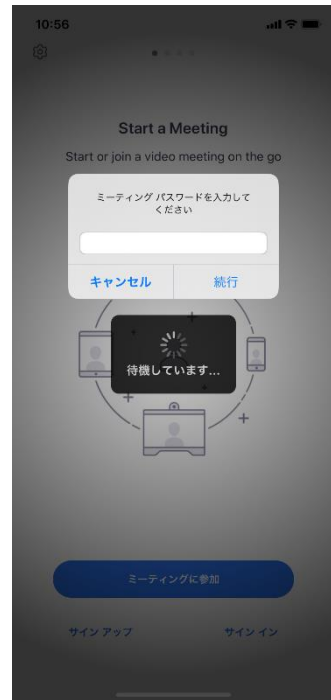 10:56
Start a Meeting
Start or join a video meeting on the go
ミーティング パスワードを入力して
ください
キャンセル
続行
待機しています...
ミーティングに参加
サイン アップ
サイン イン